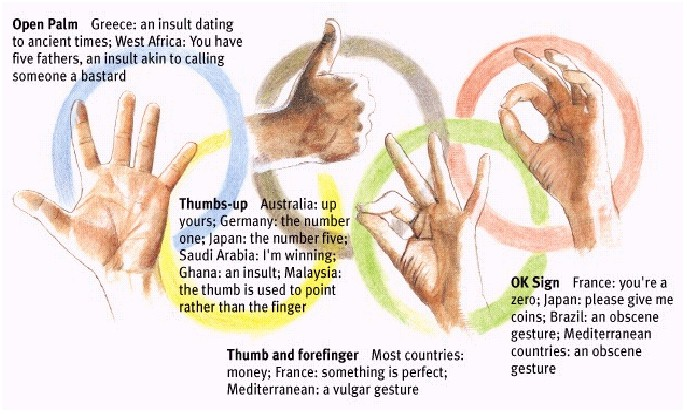 Open Palm Greece: an insult dating
to ancient times; West Africa: You have
five fathers, an insult akin to calling
someone a bastard
Thumbs-up Australia: up
yours; Germany: the number
one; Japan: the number five;
Saudi Arabia: I'm winning;
Ghana: an insult; Malaysia:
the thumb is used to point
rather than the finger
OK Sign France: you're a
zero; Japan: please give me
coins; Brazil: an obscene
gesture; Mediterranean
countries: an obscene
gesture
Thumb and forefinger Most countries:
money; France: something is perfect;
Mediterranean: a vulgar gesture